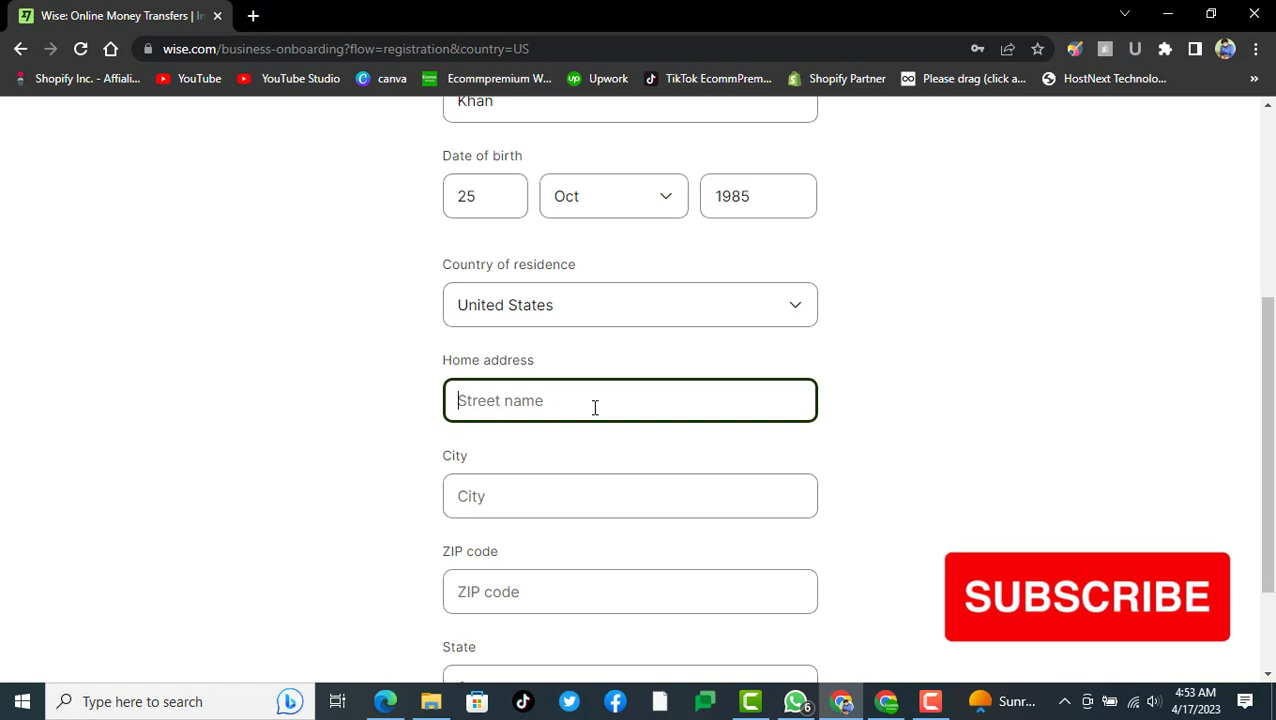 Wise: Online Money Transfers | In
wise.com/business-onboarding?flow=registration&country=US
Shopify Inc. - Affiali...
YouTube
YouTube Studio
canva
Ecommpremium W...
Upwork
TikTok EcommPrem...
Shopify Partner
Please drag (click a...
HostNext Technolo...
Khan
Date of birth
25
Oct
1985
Country of residence
United States
Home address
Street name
City
City
ZIP code
ZIP code
SUBSCRIBE
State
Type here to search
6
Sunr...
4:53 AM
4/17/2023